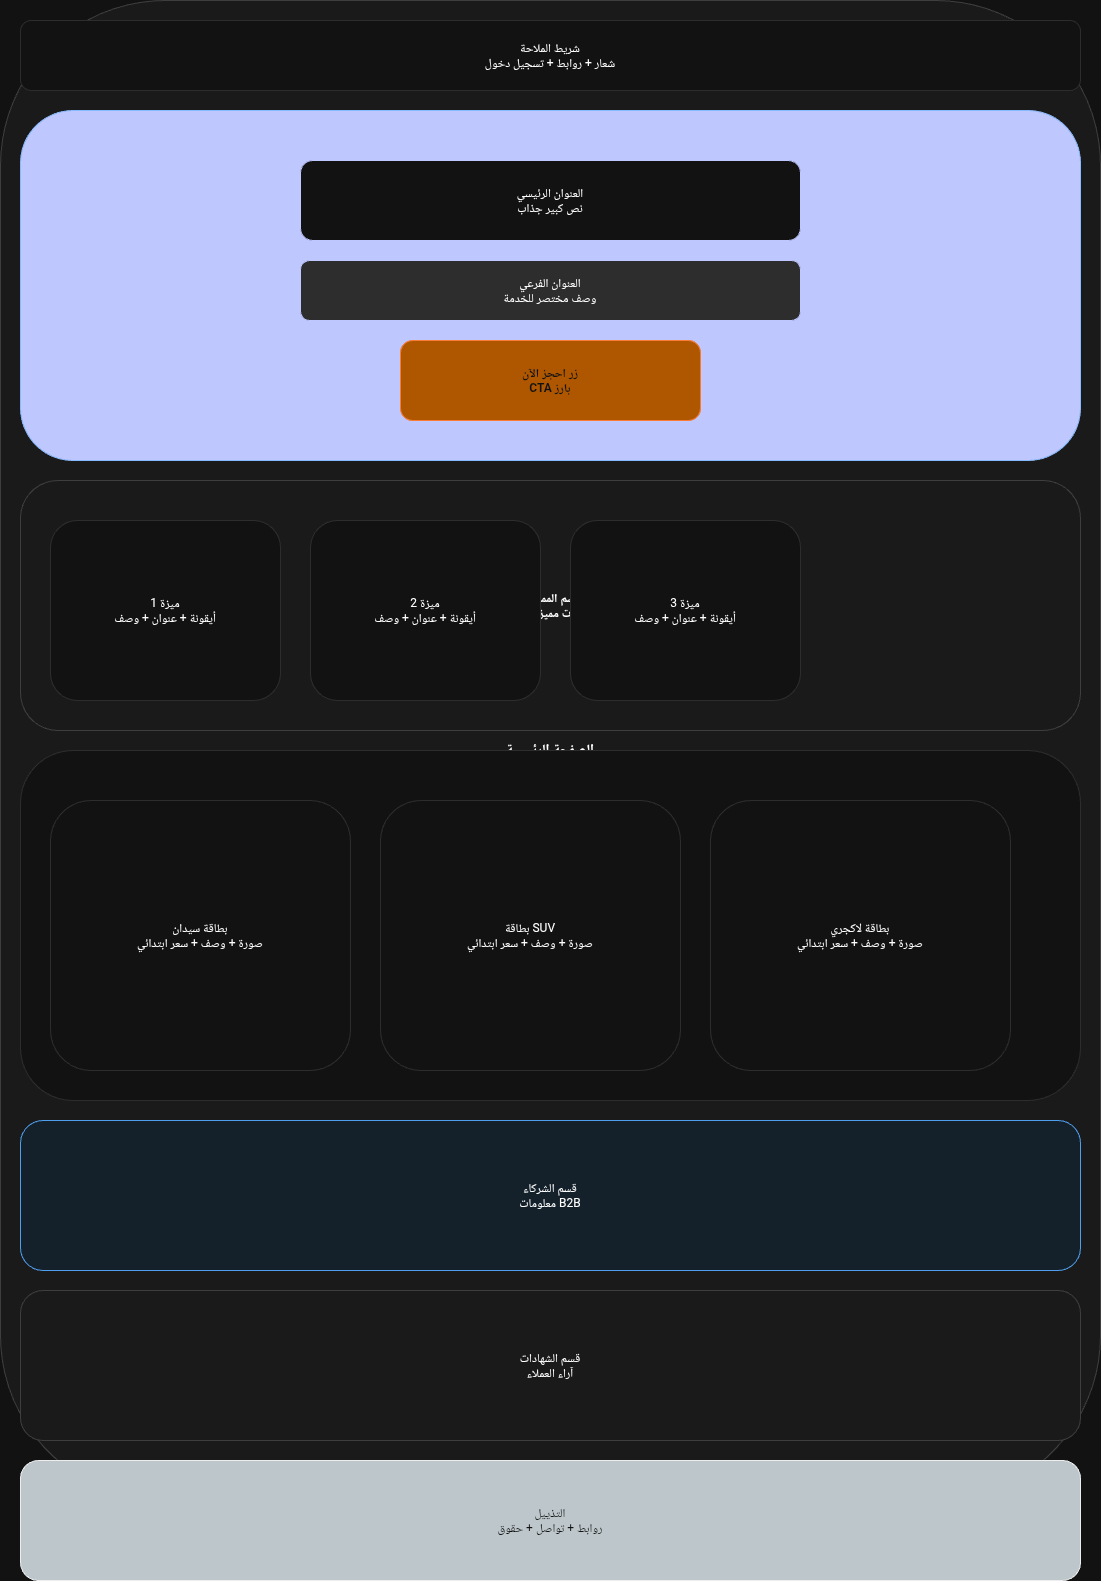 شريط الملاحة
شعار + روابط + تسجيل دخول
العنوان الرئيسي
نص كبير جذاب
العنوان الفرعي
وصف مختصر للخدمة
زر احجز الآن
بارز CTA
ميزة 1
أيقونة + عنوان + وصف
ميزة 2
أيقونة + عنوان + وصف
ميزة 3
أيقونة + عنوان + وصف
بطاقة سيدان
صورة + وصف + سعر ابتدائي
بطاقة SUV
صورة + وصف + سعر ابتدائي
بطاقة لاكجري
صورة + وصف + سعر ابتدائي
قسم الشركاء
معلومات B2B
قسم الشهادات
آراء العملاء
التذييل
روابط + تواصل + حقوق